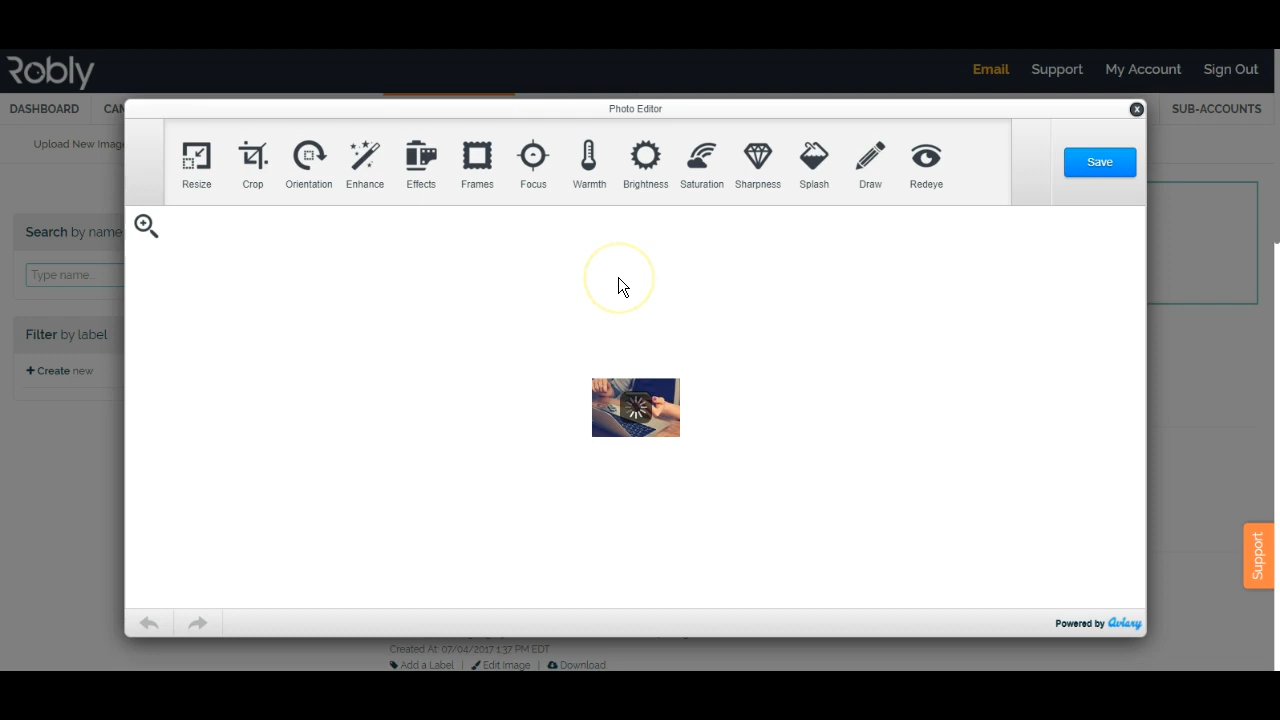 Robly
Email Support My Account Sign Out
DASHBOARD CAM SUB-ACCOUNTS
Photo Editor
x
Upload New Image
Resize Crop Orientation Enhance Effects Frames Focus Warmth Brightness Saturation Sharpness Splash Draw Redeye
Save
Search by name
Type name...
Filter by label
+ Create new
Support
Powered by Aviary
Created At: 07/04/2017 1:37 PM EDT
Add a Label | Edit Image | Download